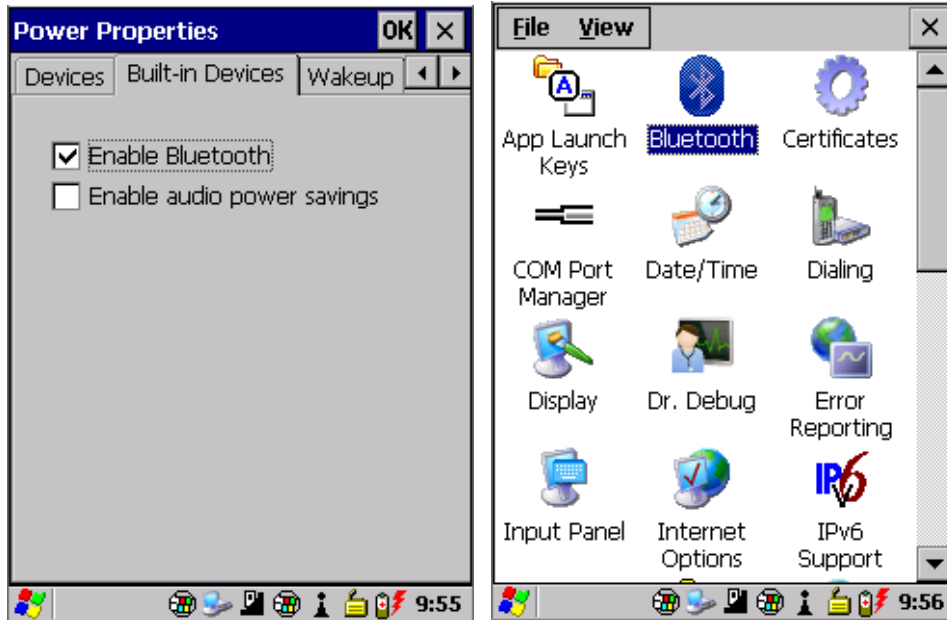 Power Properties OK
Devices Built-in Devices Wakeup
Enable Bluetooth
Enable audio power savings
9:55
File View
App Launch Keys
Bluetooth
Certificates
COM Port Manager
Date/Time
Dialing
Display
Dr. Debug
Error Reporting
Input Panel
Internet Options
IPv6
IPv6 Support
9:56